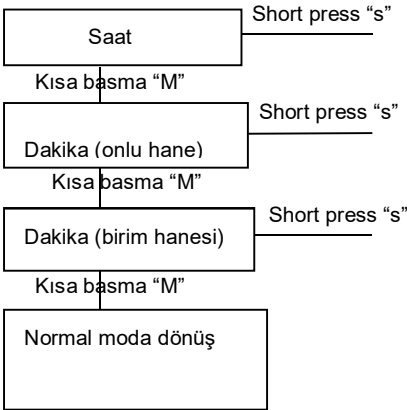 Short press “s”
Saat
Kısa basma “M”
Short press “s”
Dakika (onlu hane)
Kısa basma “M”
Short press “s”
Dakika (birim hanesi)
Kısa basma “M”
Normal moda dönüş